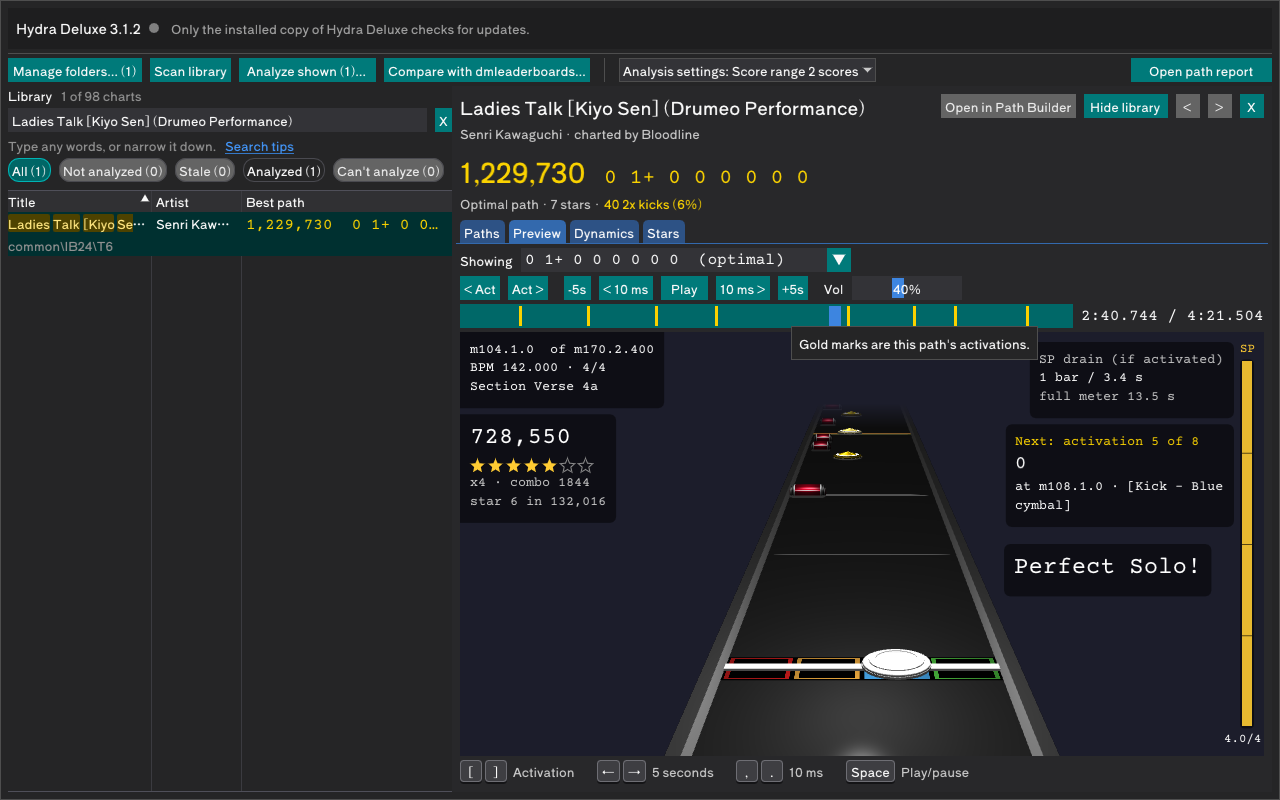 Hydra Deluxe 3.1.2 Only the installed copy of Hydra Deluxe checks for updates.
Manage folders... (1) Scan library Analyze shown (1)... Compare with dmleaderboards... Analysis settings: Score range 2 scores Open path report
Library 1 of 98 charts
Ladies Talk [Kiyo Sen] (Drumeo Performance) X
Type any words, or narrow it down. Search tips
All (1) Not analyzed (0) Stale (0) Analyzed (1) Can't analyze (0)
Title Artist Best path
Ladies Talk [Kiyo Se... Senri Kaw... 1,229,730 0 1+ 0 0...
common\IB24\T6
Ladies Talk [Kiyo Sen] (Drumeo Performance) Open in Path Builder Hide library < > X
Senri Kawaguchi · charted by Bloodline
1,229,730 0 1+ 0 0 0 0 0 0
Optimal path · 7 stars · 40 2x kicks (6%)
Paths Preview Dynamics Stars
Showing 0 1+ 0 0 0 0 0 0 (optimal)
< Act Act > -5s < 10 ms Play 10 ms > +5s Vol 40%
2:40.744 / 4:21.504
Gold marks are this path's activations.
m104.1.0 of m170.2.400
BPM 142.000 · 4/4
Section Verse 4a
728,550
x4 · combo 1844
star 6 in 132,016
SP drain (if activated)
1 bar / 3.4 s
full meter 13.5 s
SP
Next: activation 5 of 8
0
at m108.1.0 · [Kick - Blue
cymbal]
Perfect Solo!
4.0/4
[ ] Activation ← → 5 seconds , . 10 ms Space Play/pause